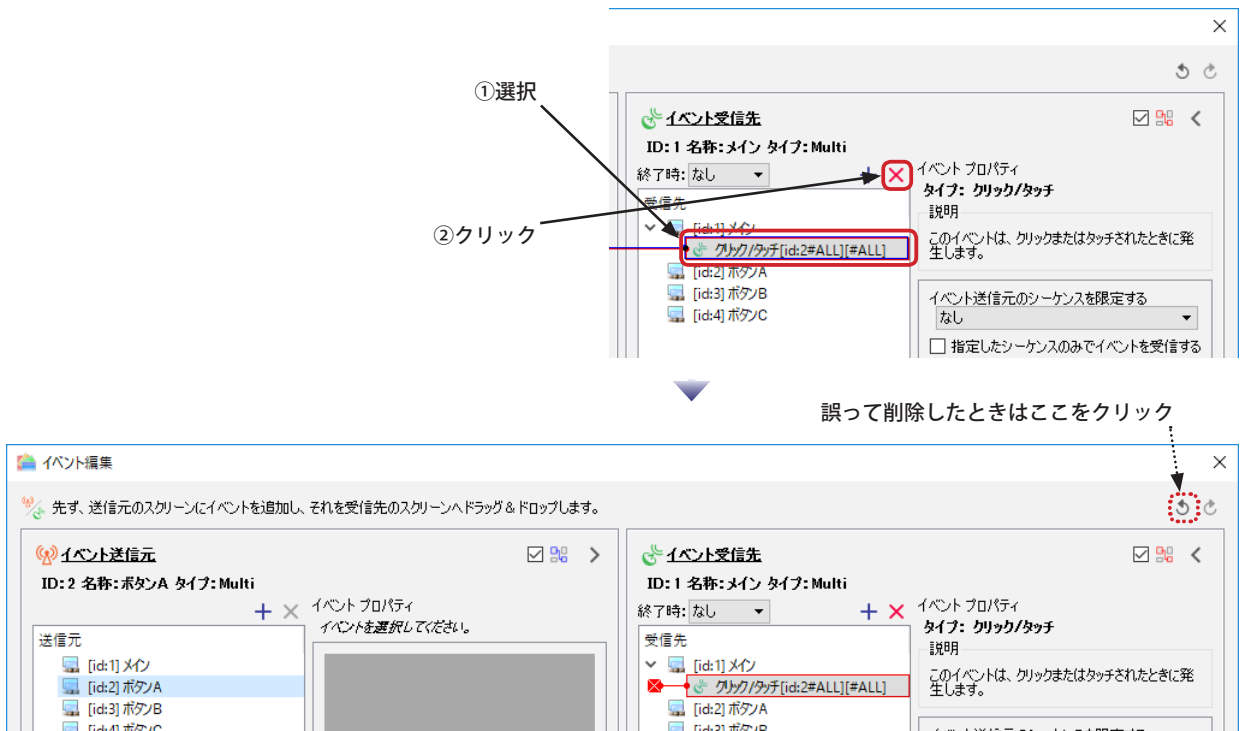 ①選択
イベント受信先
ID: 1 名称: メイン タイプ: Multi
終了時: なし
イベント プロパティ
タイプ: クリック/タッチ
受信先
説明
②クリック
[id:1] メイン
このイベントは、クリックまたはタッチされたときに発
生します。
クリック/タッチ[id:2#ALL][#ALL]
[id:2] ボタンA
[id:3] ボタンB
イベント送信元のシーケンスを限定する
[id:4] ボタンC
なし
指定したシーケンスのみでイベントを受信する
誤って削除したときはここをクリック
イベント編集
先ず、送信元のスクリーンにイベントを追加し、それを受信先のスクリーンへドラッグ & ドロップします。
イベント送信元
ID: 2 名称: ボタンA タイプ: Multi
イベント プロパティ
イベントを選択してください。
送信元
[id:1] メイン
[id:2] ボタンA
[id:3] ボタンB
[id:4] ボタンC
イベント受信先
ID: 1 名称: メイン タイプ: Multi
終了時: なし
イベント プロパティ
タイプ: クリック/タッチ
受信先
説明
[id:1] メイン
このイベントは、クリックまたはタッチされたときに発
生します。
クリック/タッチ[id:2#ALL][#ALL]
[id:2] ボタンA
[id:3] ボタンB